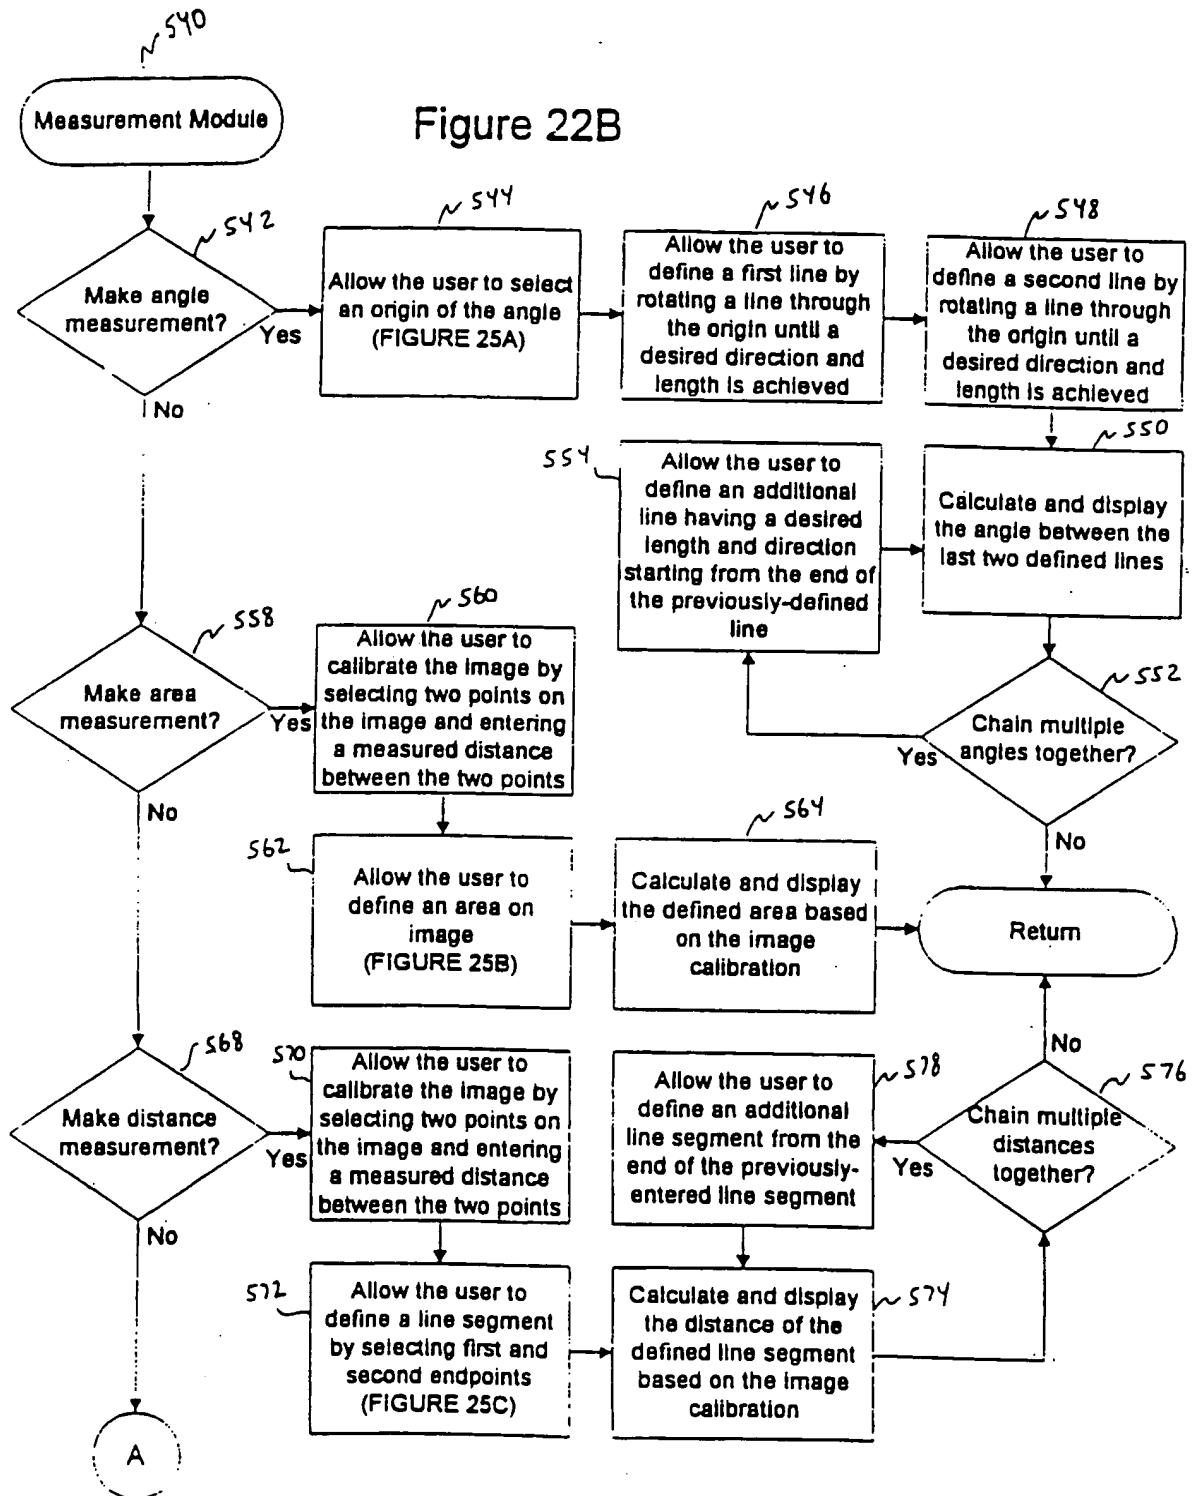 540
Measurement Module
Figure 22B
542
Make angle
measurement?
Yes
No
544
Allow the user to select
an origin of the angle
(FIGURE 25A)
546
Allow the user to
define a first line by
rotating a line through
the origin until a
desired direction and
length is achieved
548
Allow the user to
define a second line by
rotating a line through
the origin until a
desired direction and
length is achieved
550
Calculate and display
the angle between the
last two defined lines
554
Allow the user to
define an additional
line having a desired
length and direction
starting from the end of
the previously-defined
line
552
Chain multiple
angles together?
Yes
No
558
Make area
measurement?
Yes
No
560
Allow the user to
calibrate the image by
selecting two points on
the image and entering
a measured distance
between the two points
562
Allow the user to
define an area on
image
(FIGURE 25B)
564
Calculate and display
the defined area based
on the image
calibration
Return
568
Make distance
measurement?
Yes
No
570
Allow the user to
calibrate the image by
selecting two points on
the image and entering
a measured distance
between the two points
572
Allow the user to
define a line segment
by selecting first and
second endpoints
(FIGURE 25C)
574
Calculate and display
the distance of the
defined line segment
based on the image
calibration
578
Allow the user to
define an additional
line segment from the
end of the previously-
entered line segment
576
Chain multiple
distances
together?
Yes
No
A